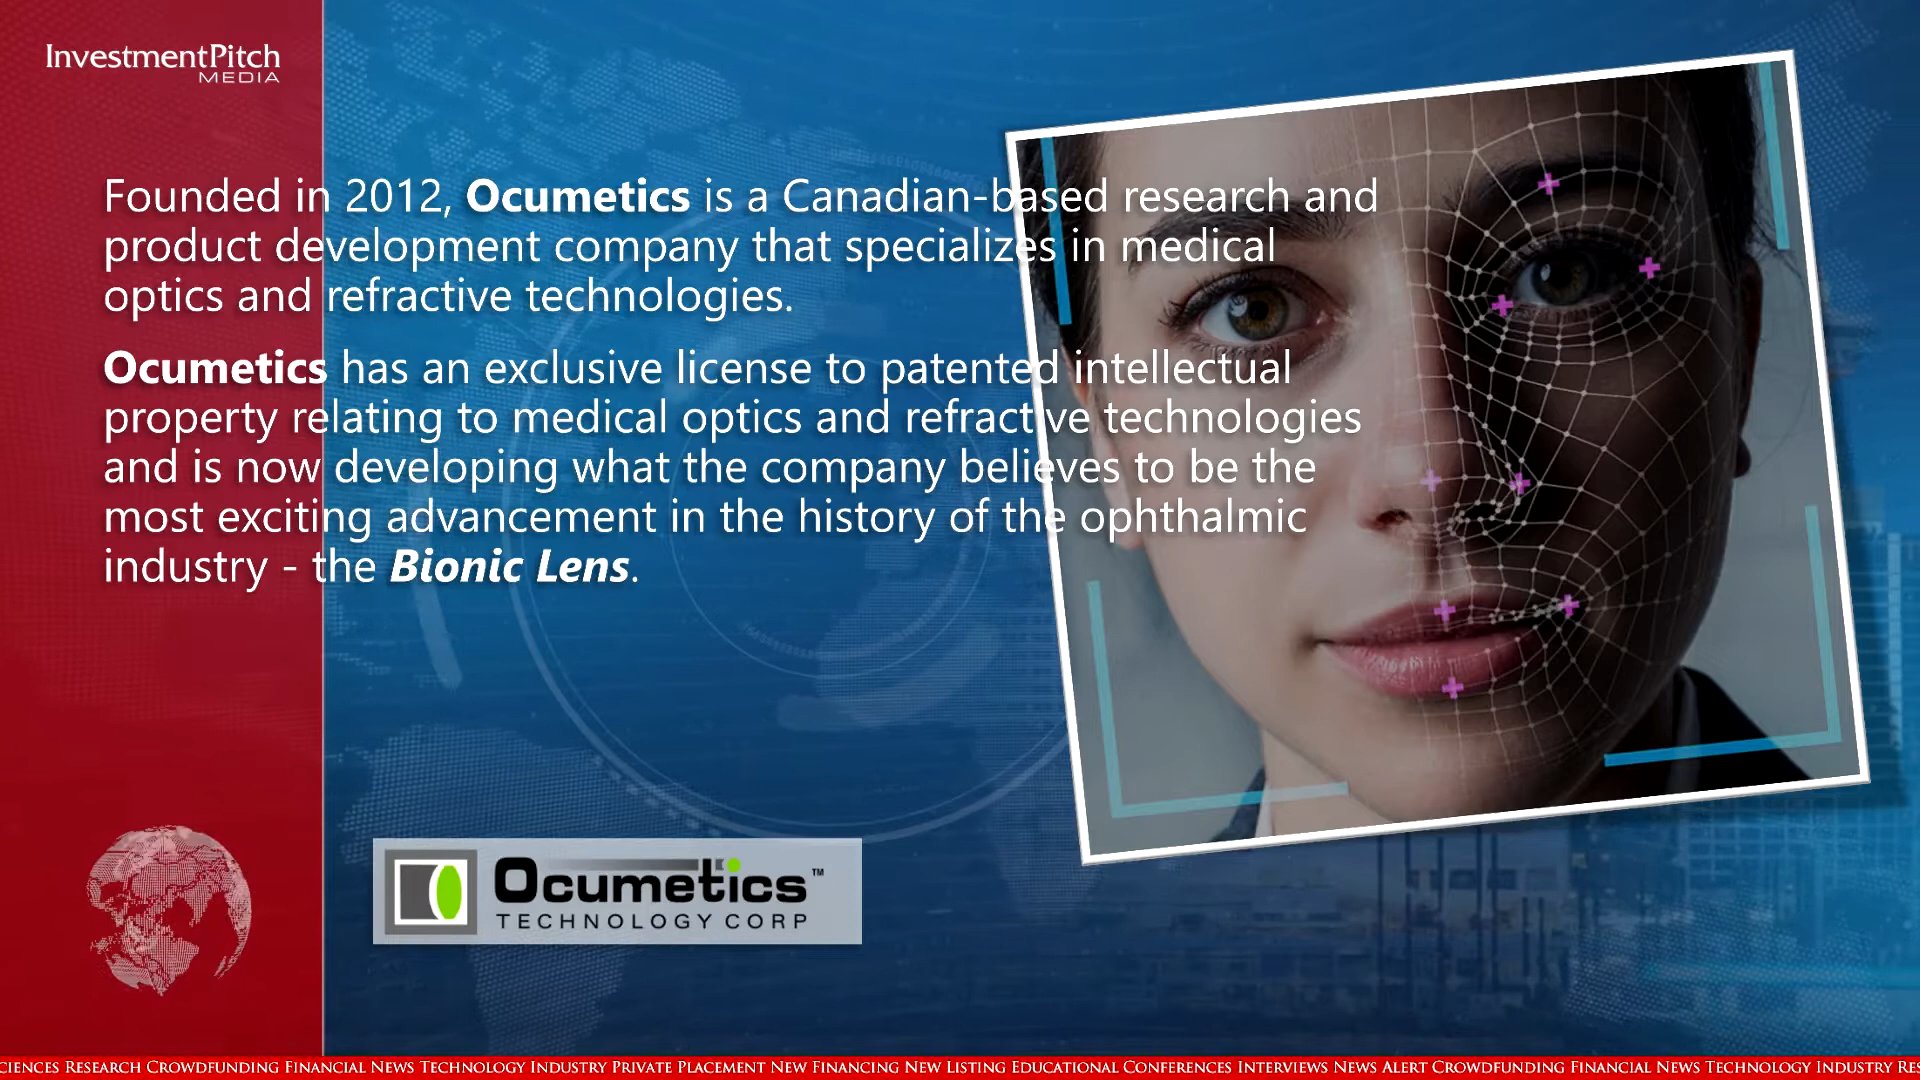 InvestmentPitch
MEDIA
Founded in 2012, Ocumetics is a Canadian-based research and
product development company that specializes in medical
optics and refractive technologies.
Ocumetics has an exclusive license to patented intellectual
property relating to medical optics and refractive technologies
and is now developing what the company believes to be the
most exciting advancement in the history of the ophthalmic
industry - the Bionic Lens.
Ocumetics™
TECHNOLOGY CORP
CIENCES RESEARCH CROWDFUNDING FINANCIAL NEWS TECHNOLOGY INDUSTRY PRIVATE PLACEMENT NEW FINANCING NEW LISTING EDUCATIONAL CONFERENCES INTERVIEWS NEWS ALERT CROWDFUNDING FINANCIAL NEWS TECHNOLOGY INDUSTRY RES